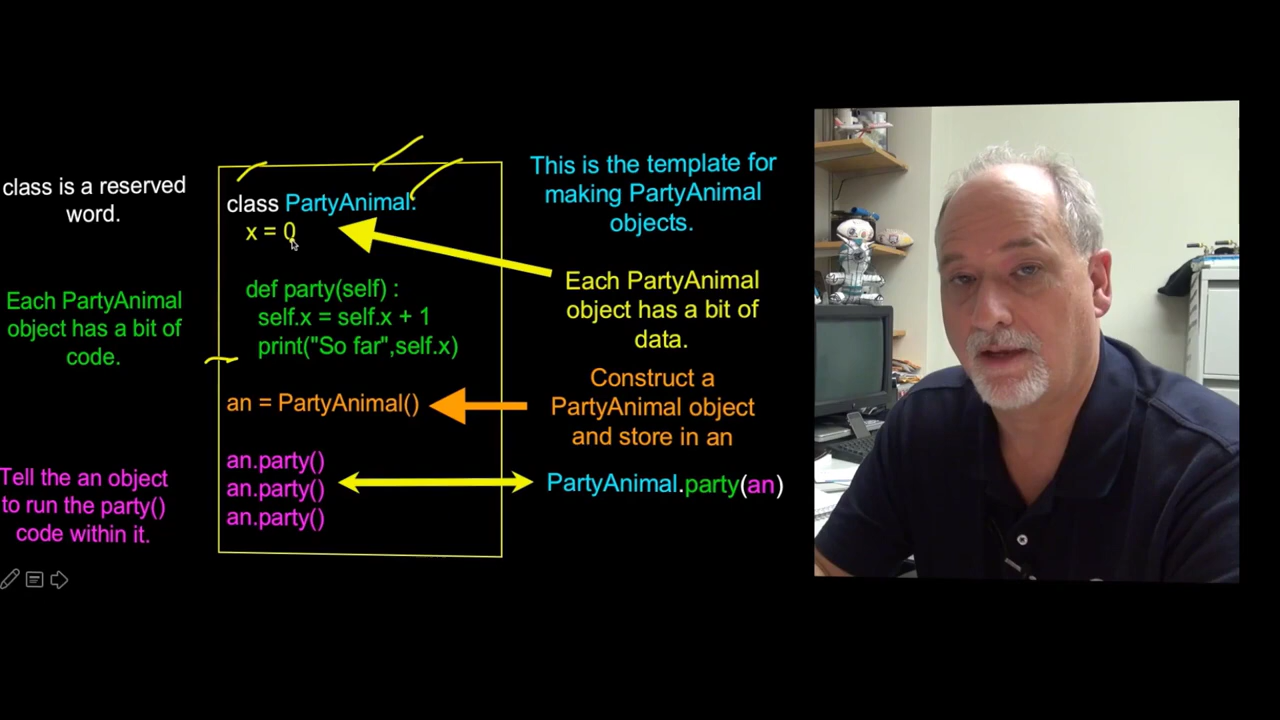 class is a reserved
word.
Each PartyAnimal
object has a bit of
code.
Tell the an object
to run the party()
code within it.
class PartyAnimal:
x = 0
def party(self) :
self.x = self.x + 1
print("So far",self.x)
an = PartyAnimal()
an.party()
an.party()
an.party()
This is the template for
making PartyAnimal
objects.
Each PartyAnimal
object has a bit of
data.
Construct a
PartyAnimal object
and store in an
PartyAnimal.party(an)